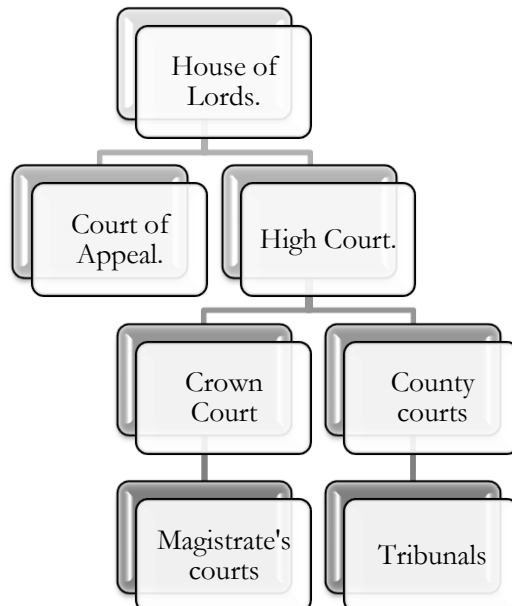 House of
Lords.
Court of
Appeal.
High Court.
Crown
Court
County
courts
Magistrate's
courts
Tribunals